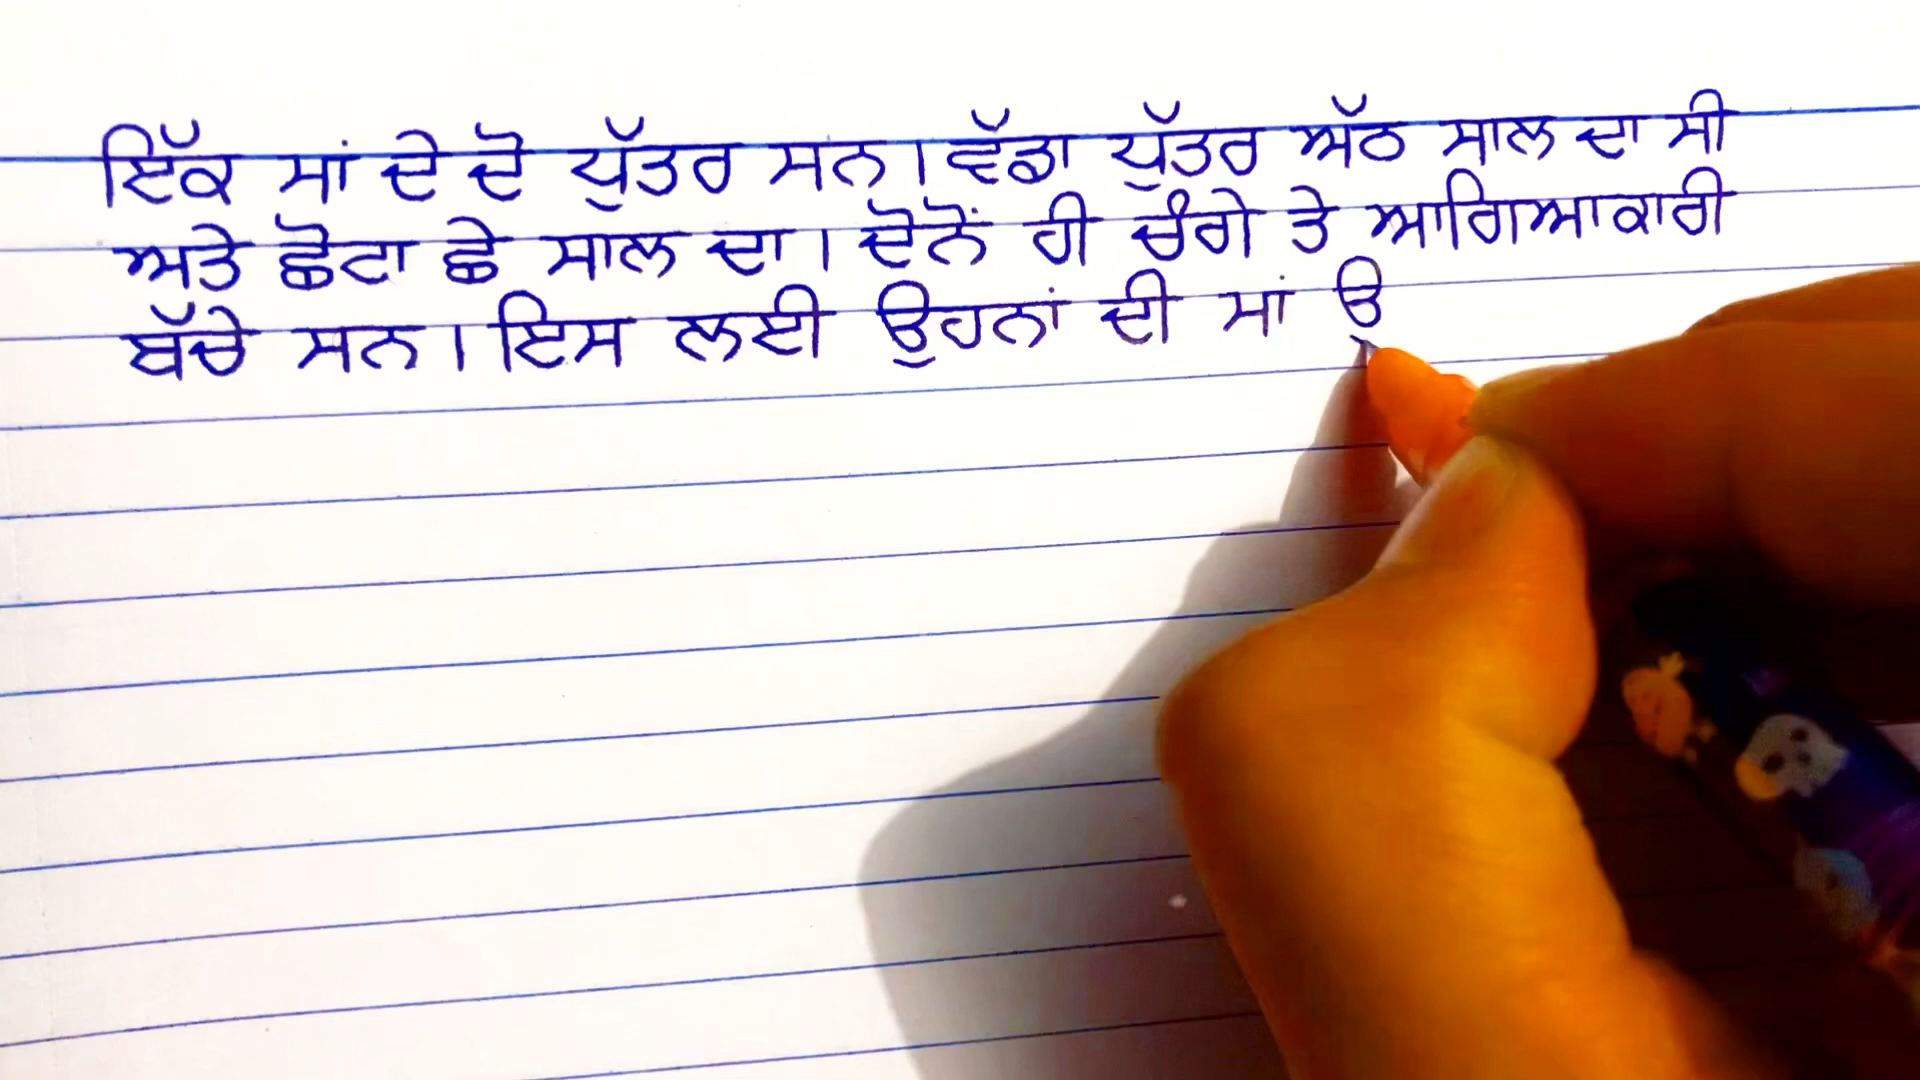 ਇੱਕ ਮਾਂ ਦੇ ਦੋ ਪੁੱਤਰ ਸਨ। ਵੱਡਾ ਪੁੱਤਰ ਅੱਠ ਸਾਲ ਦਾ ਸੀ
ਅਤੇ ਛੋਟਾ ਛੇ ਸਾਲ ਦਾ। ਦੋਨੋਂ ਹੀ ਚੰਗੇ ਤੇ ਆਗਿਆਕਾਰੀ
ਬੱਚੇ ਸਨ। ਇਸ ਲਈ ਉਹਨਾਂ ਦੀ ਮਾਂ ਉ